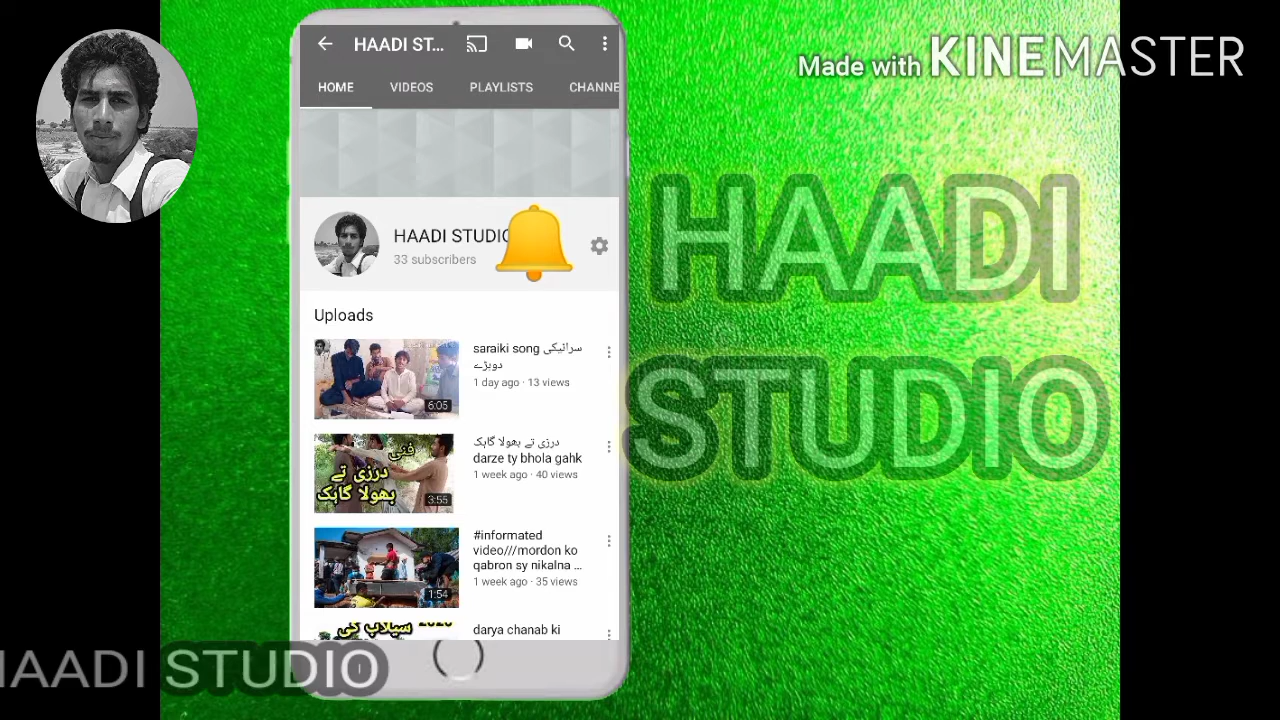 HAADI ST...
HOME VIDEOS PLAYLISTS CHANNE
Made with KINEMASTER
HAADI STUDIO
33 subscribers
HAADI
STUDIO
Uploads
saraiki song سرائیکی
دوہڑے
1 day ago · 13 views
6:05
درزی تے بھولا گاہک
darze ty bhola gahk
1 week ago · 40 views
فنی
درزی تے
بھولا گاہک
3:55
#informated
video///mordon ko
qabron sy nikalna ...
1 week ago · 35 views
1:54
darya chanab ki
سیلاب کی 2020
HAADI STUDIO